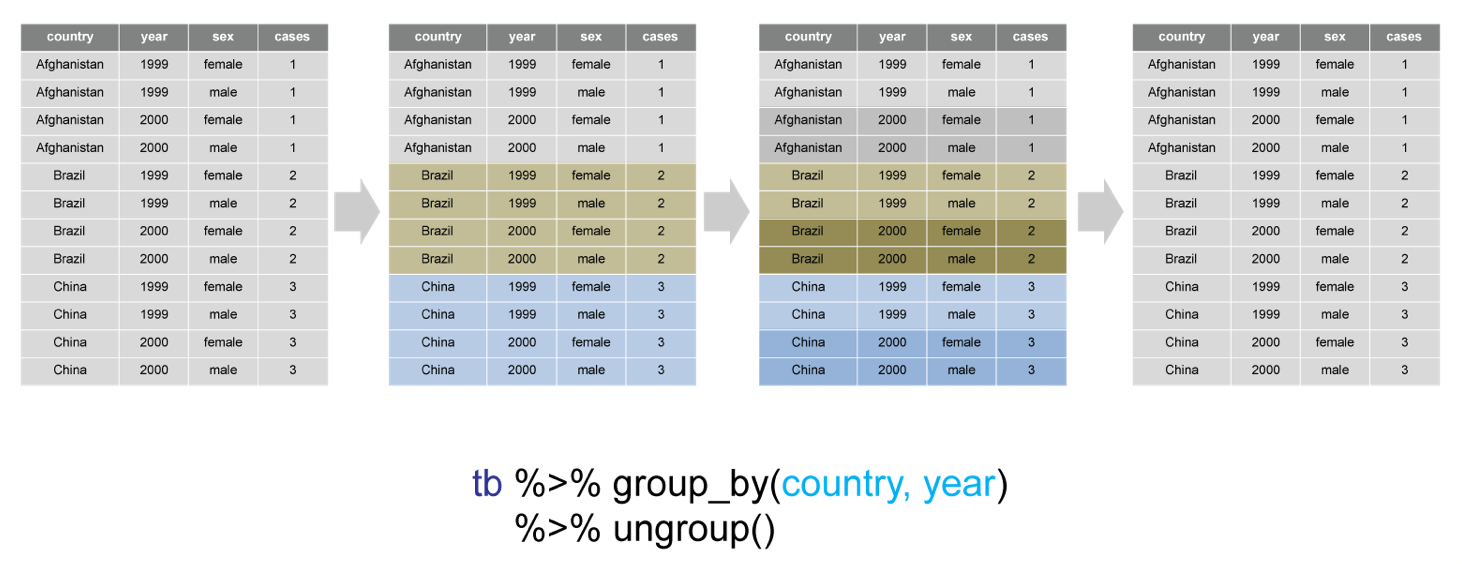 country year sex cases country year sex cases country year sex cases country year sex cases
Afghanistan 1999 female 1 Afghanistan 1999 female 1 Afghanistan 1999 female 1 Afghanistan 1999 female 1
Afghanistan 1999 male 1 Afghanistan 1999 male 1 Afghanistan 1999 male 1 Afghanistan 1999 male 1
Afghanistan 2000 female 1 Afghanistan 2000 female 1 Afghanistan 2000 female 1 Afghanistan 2000 female 1
Afghanistan 2000 male 1 Afghanistan 2000 male 1 Afghanistan 2000 male 1 Afghanistan 2000 male 1
Brazil 1999 female 2 Brazil 1999 female 2 Brazil 1999 female 2 Brazil 1999 female 2
Brazil 1999 male 2 Brazil 1999 male 2 Brazil 1999 male 2 Brazil 1999 male 2
Brazil 2000 female 2 Brazil 2000 female 2 Brazil 2000 female 2 Brazil 2000 female 2
Brazil 2000 male 2 Brazil 2000 male 2 Brazil 2000 male 2 Brazil 2000 male 2
China 1999 female 3 China 1999 female 3 China 1999 female 3 China 1999 female 3
China 1999 male 3 China 1999 male 3 China 1999 male 3 China 1999 male 3
China 2000 female 3 China 2000 female 3 China 2000 female 3 China 2000 female 3
China 2000 male 3 China 2000 male 3 China 2000 male 3 China 2000 male 3
tb %>% group_by(country, year)
%>% ungroup()